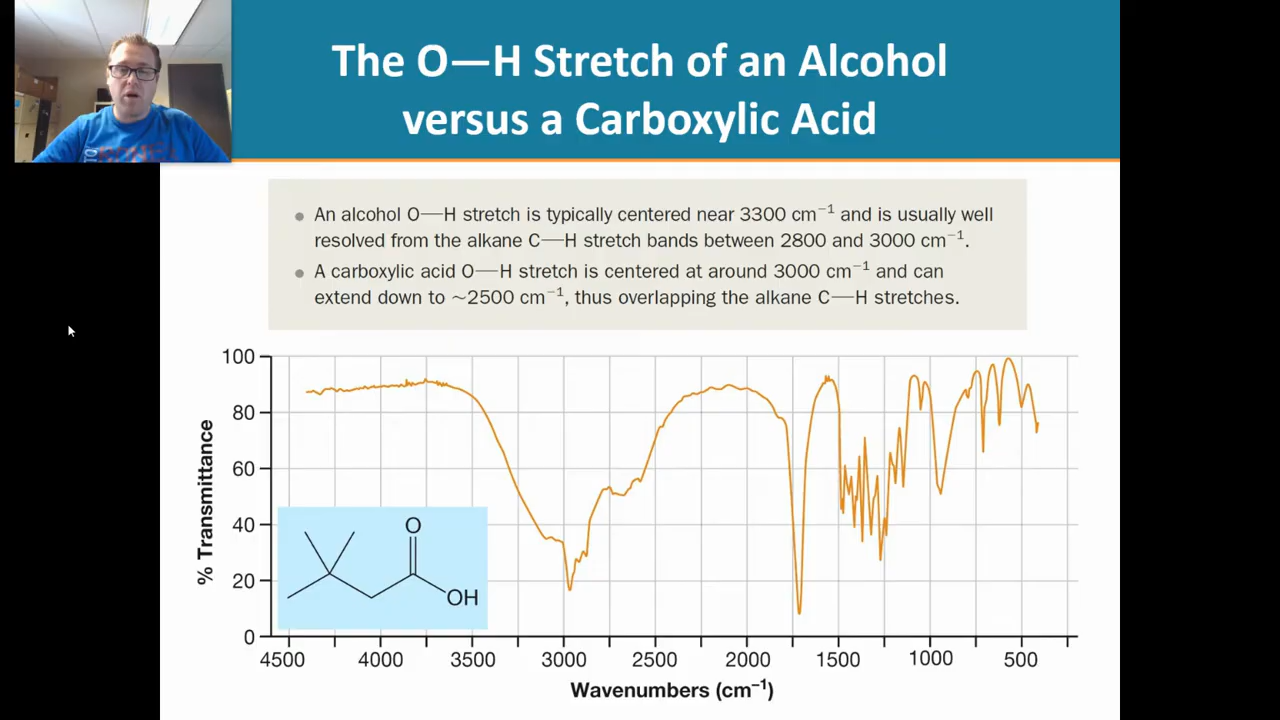 The O—H Stretch of an Alcohol
versus a Carboxylic Acid
• An alcohol O—H stretch is typically centered near 3300 cm⁻¹ and is usually well
resolved from the alkane C—H stretch bands between 2800 and 3000 cm⁻¹.
• A carboxylic acid O—H stretch is centered at around 3000 cm⁻¹ and can
extend down to ~2500 cm⁻¹, thus overlapping the alkane C—H stretches.
% Transmittance
100
80
60
40
20
0
O
OH
4500 4000 3500 3000 2500 2000 1500 1000 500
Wavenumbers (cm⁻¹)